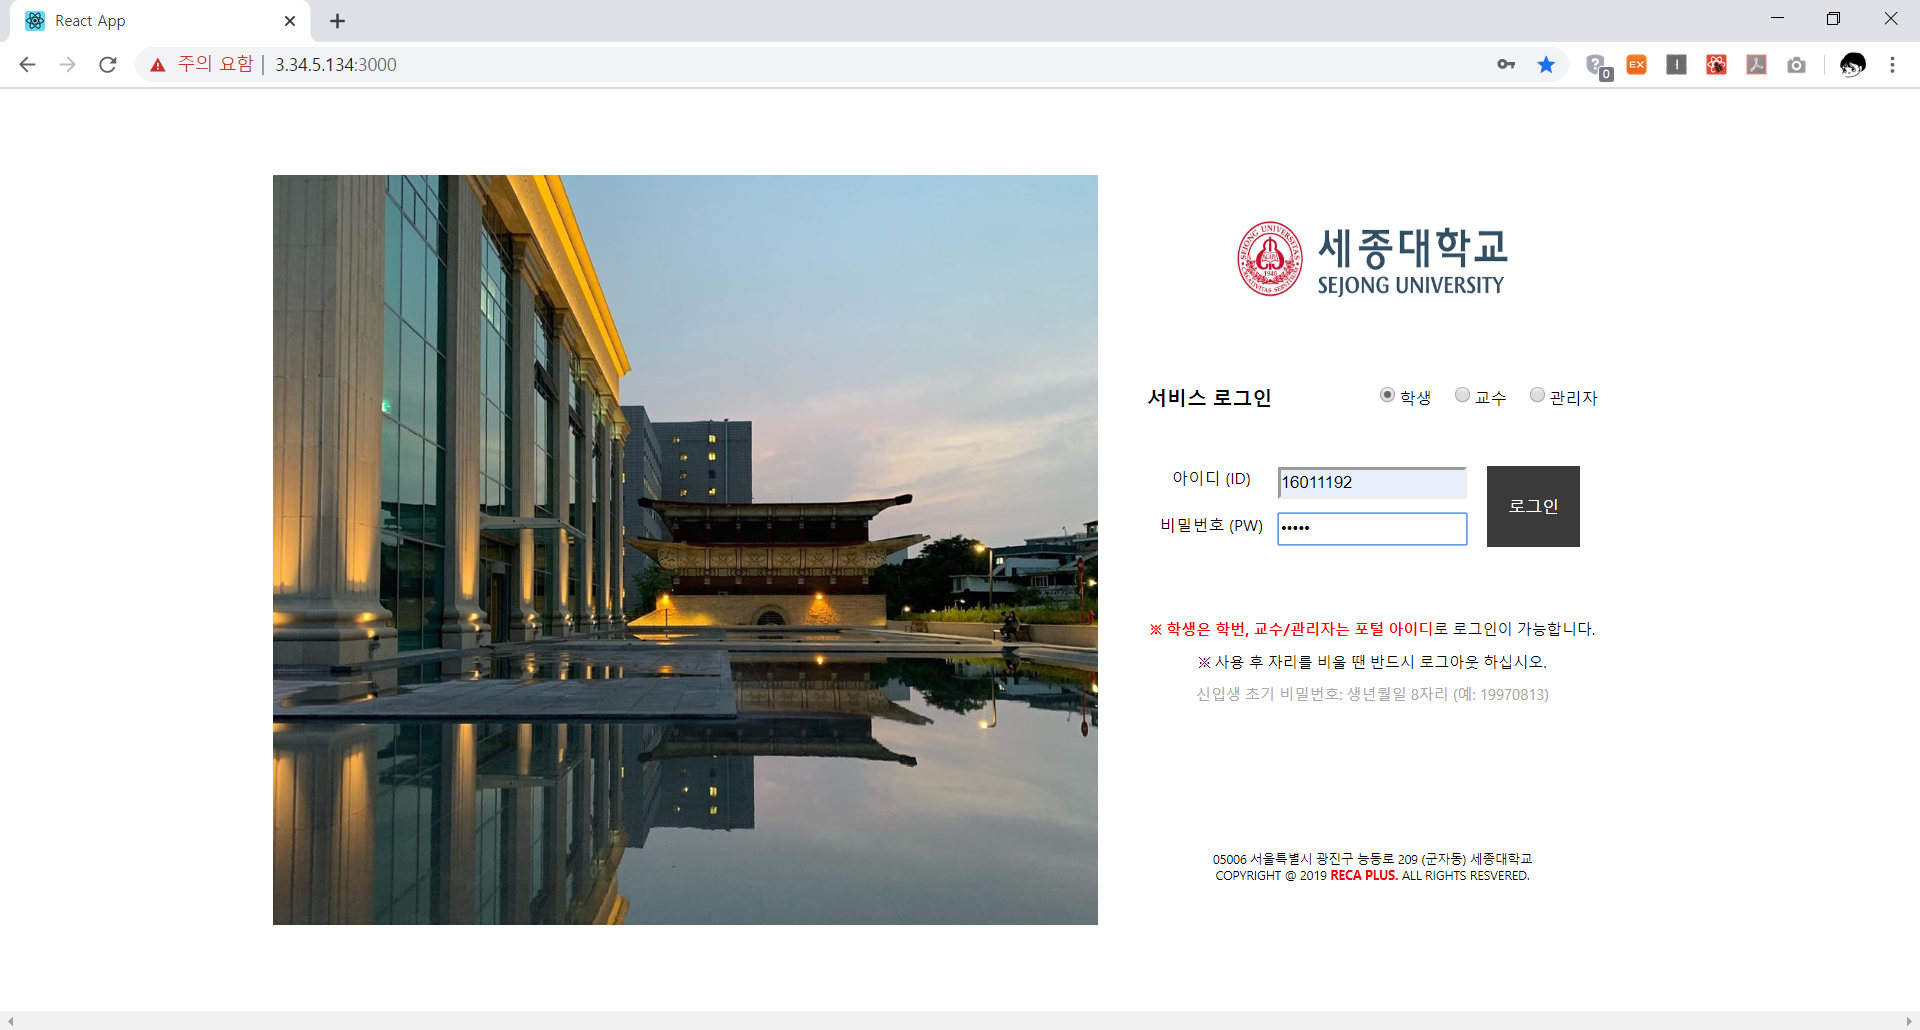 React App
주의 요함 | 3.34.5.134:3000
0
EX
세종대학교
SEJONG UNIVERSITY
서비스 로그인
학생 교수 관리자
아이디 (ID) 16011192
로그인
비밀번호 (PW) •••••
※ 학생은 학번, 교수/관리자는 포털 아이디로 로그인이 가능합니다.
※ 사용 후 자리를 비울 땐 반드시 로그아웃 하십시오.
신입생 초기 비밀번호: 생년월일 8자리 (예: 19970813)
05006 서울특별시 광진구 능동로 209 (군자동) 세종대학교
COPYRIGHT @ 2019 RECA PLUS. ALL RIGHTS RESVERED.